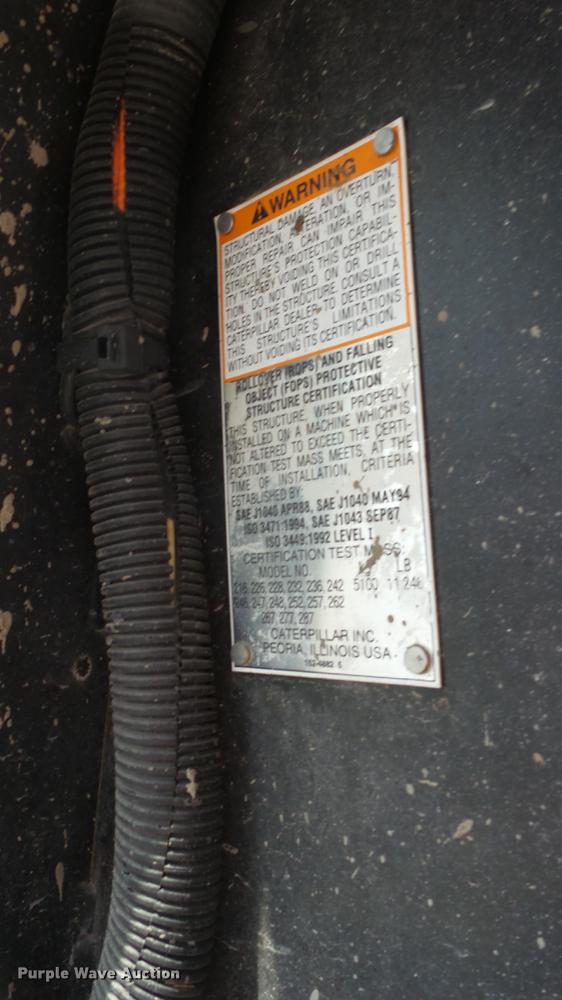 WARNING
STRUCTURAL DAMAGE, AN OVERTURN,
MODIFICATION, ALTERATION, OR IM-
PROPER REPAIR CAN IMPAIR THIS
STRUCTURE'S PROTECTION CAPABIL-
ITY THEREBY VOIDING THIS CERTIFICA-
TION. DO NOT WELD ON OR DRILL
HOLES IN THE STRUCTURE. CONSULT A
CATERPILLAR DEALER TO DETERMINE
THIS STRUCTURE'S LIMITATIONS
WITHOUT VOIDING ITS CERTIFICATION.
ROLLOVER (ROPS) AND FALLING
OBJECT (FOPS) PROTECTIVE
STRUCTURE CERTIFICATION
THIS STRUCTURE, WHEN PROPERLY
INSTALLED ON A MACHINE WHICH IS
NOT ALTERED TO EXCEED THE CERTI-
FICATION TEST MASS MEETS, AT THE
TIME OF INSTALLATION, CRITERIA
ESTABLISHED BY:
SAE J1040 APR88, SAE J1040 MAY94
ISO 3471:1994, SAE J1043 SEP87
ISO 3449:1992 LEVEL I
CERTIFICATION TEST MASS:
MODEL NO. LB
216, 226, 228, 232, 236, 242 5100 11 246
246, 247, 248, 252, 257, 262
267, 277, 287
CATERPILLAR INC.
PEORIA, ILLINOIS USA
152-4882 6
Purple Wave Auction